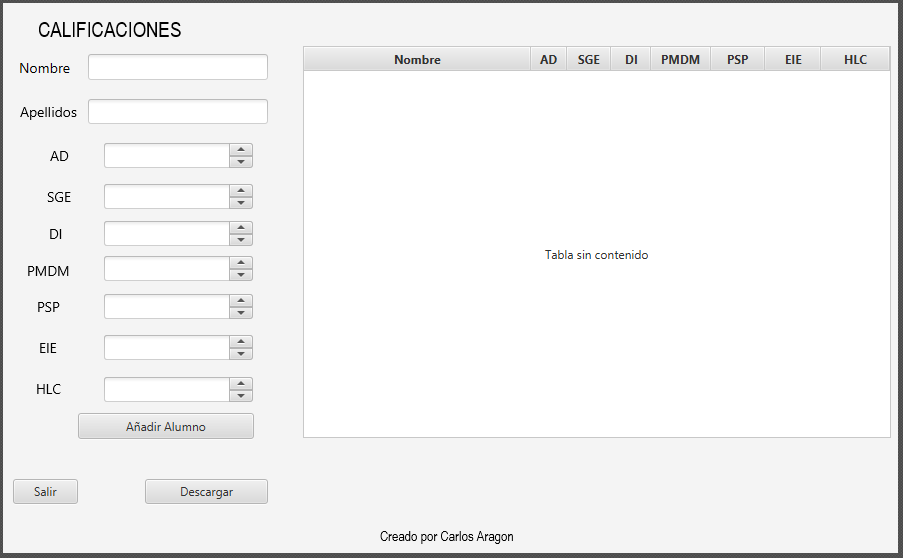 CALIFICACIONES
Nombre
Apellidos
AD
SGE
DI
PMDM
PSP
EIE
HLC
Añadir Alumno
Salir Descargar
Nombre AD SGE DI PMDM PSP EIE HLC
Tabla sin contenido
Creado por Carlos Aragon